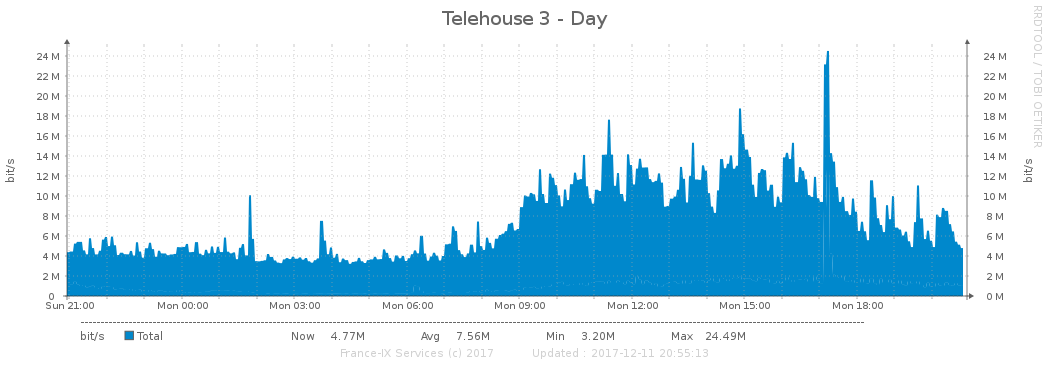 Telehouse 3 - Day
RRDTOOL / TOBI OETIKER
bit/s
24 M
22 M
20 M
18 M
16 M
14 M
12 M
10 M
8 M
6 M
4 M
2 M
0
24 M
22 M
20 M
18 M
16 M
14 M
12 M
10 M
8 M
6 M
4 M
2 M
0 M
bit/s
Sun 21:00 Mon 00:00 Mon 03:00 Mon 06:00 Mon 09:00 Mon 12:00 Mon 15:00 Mon 18:00
bit/s Total Now 4.77M Avg 7.56M Min 3.20M Max 24.49M
France-IX Services (c) 2017 Updated : 2017-12-11 20:55:13